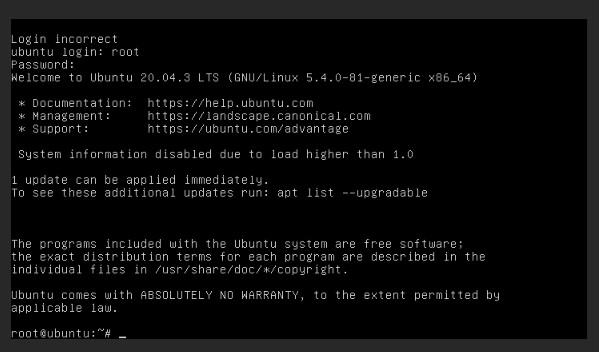 Login incorrect
ubuntu login: root
Password:
Welcome to Ubuntu 20.04.3 LTS (GNU/Linux 5.4.0-81-generic x86_64)
* Documentation: https://help.ubuntu.com
* Management: https://landscape.canonical.com
* Support: https://ubuntu.com/advantage
System information disabled due to load higher than 1.0
1 update can be applied immediately.
To see these additional updates run: apt list --upgradable
The programs included with the Ubuntu system are free software;
the exact distribution terms for each program are described in the
individual files in /usr/share/doc/*/copyright.
Ubuntu comes with ABSOLUTELY NO WARRANTY, to the extent permitted by
applicable law.
root@ubuntu:~# _